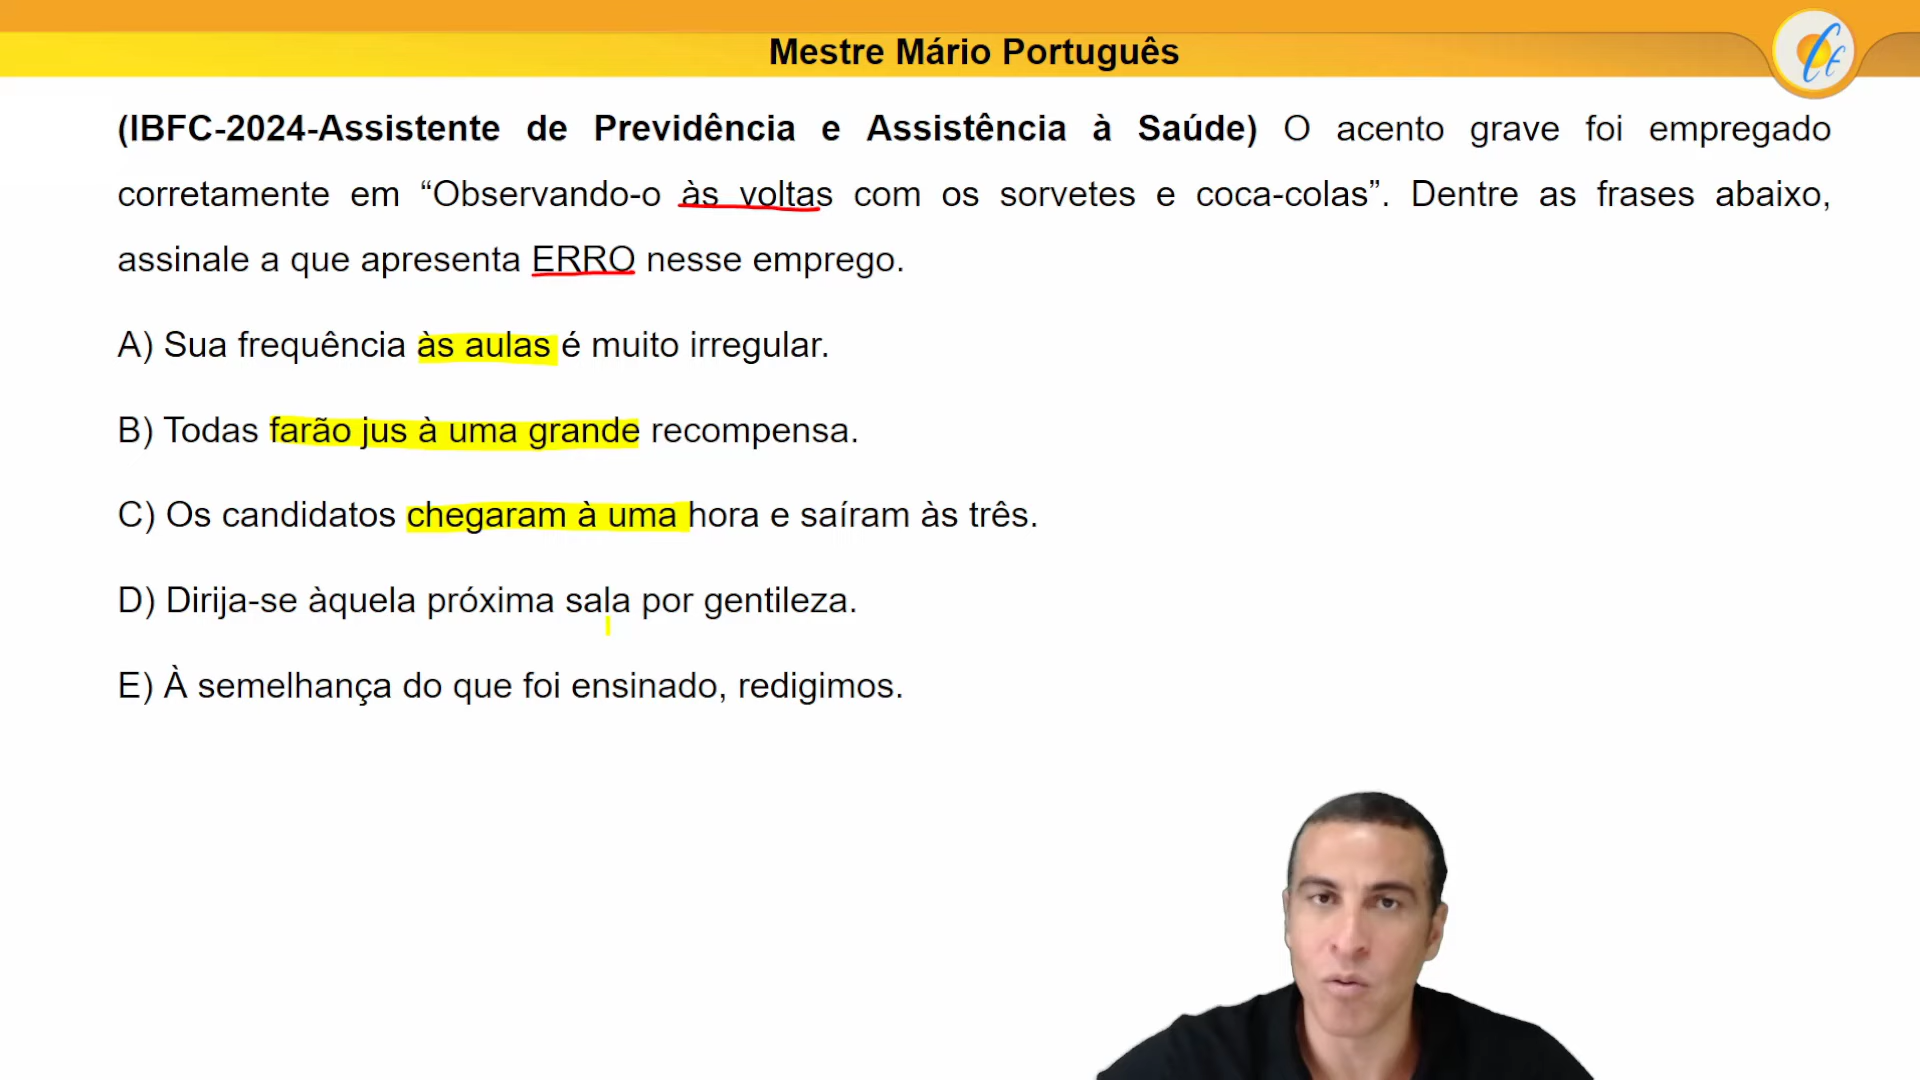 Mestre Mário Português
(IBFC-2024-Assistente de Previdência e Assistência à Saúde) O acento grave foi empregado
corretamente em “Observando-o às voltas com os sorvetes e coca-colas”. Dentre as frases abaixo,
assinale a que apresenta ERRO nesse emprego.
A) Sua frequência às aulas é muito irregular.
B) Todas farão jus à uma grande recompensa.
C) Os candidatos chegaram à uma hora e saíram às três.
D) Dirija-se àquela próxima sala por gentileza.
E) À semelhança do que foi ensinado, redigimos.